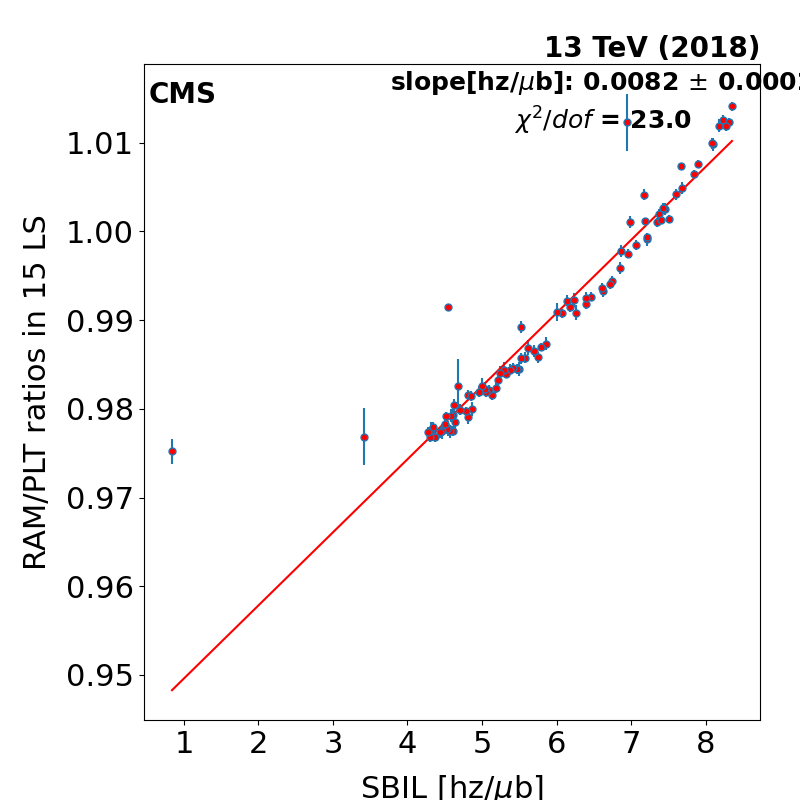 13 TeV (2018)
CMS
slope[hz/μb]: 0.0082 ± 0.000
χ²/dof = 23.0
RAM/PLT ratios in 15 LS
1.01
1.00
0.99
0.98
0.97
0.96
0.95
1 2 3 4 5 6 7 8
SBIL [hz/μb]